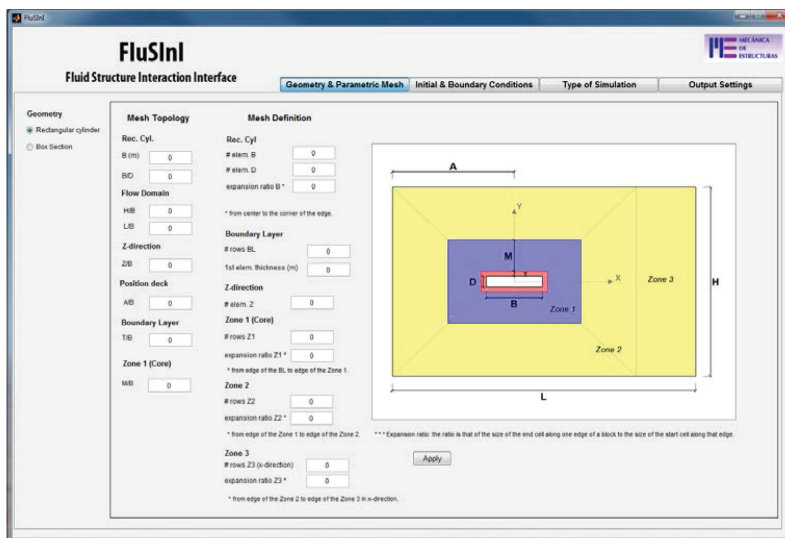 FluSInI
FluSInI
Fluid Structure Interaction Interface
MECÁNICA
DE
ESTRUCTURAS
Geometry & Parametric Mesh
Initial & Boundary Conditions
Type of Simulation
Output Settings
Geometry
Rectangular cylinder
Box Section
Mesh Topology
Rec. Cyl.
B (m) 0
B/D 0
Flow Domain
H/B 0
L/B 0
Z-direction
Z/B 0
Position deck
A/B 0
Boundary Layer
T/B 0
Zone 1 (Core)
M/B 0
Mesh Definition
Rec. Cyl
# elem. B 0
# elem. D 0
expansion ratio B * 0
* from center to the corner of the edge.
Boundary Layer
# rows BL 0
1st elem. thickness (m) 0
Z-direction
# elem. Z 0
Zone 1 (Core)
# rows Z1 0
expansion ratio Z1 * 0
* from edge of the BL to edge of the Zone 1.
Zone 2
# rows Z2 0
expansion ratio Z2 * 0
* from edge of the Zone 1 to edge of the Zone 2.
Zone 3
# rows Z3 (x-direction) 0
expansion ratio Z3 * 0
* from edge of the Zone 2 to edge of the Zone 3 in x-direction.
A
Y
M
T
D
X
B
Zone 1
Zone 2
Zone 3
H
L
* * * Expansion ratio: the ratio is that of the size of the end cell along one edge of a block to the size of the start cell along that edge.
Apply